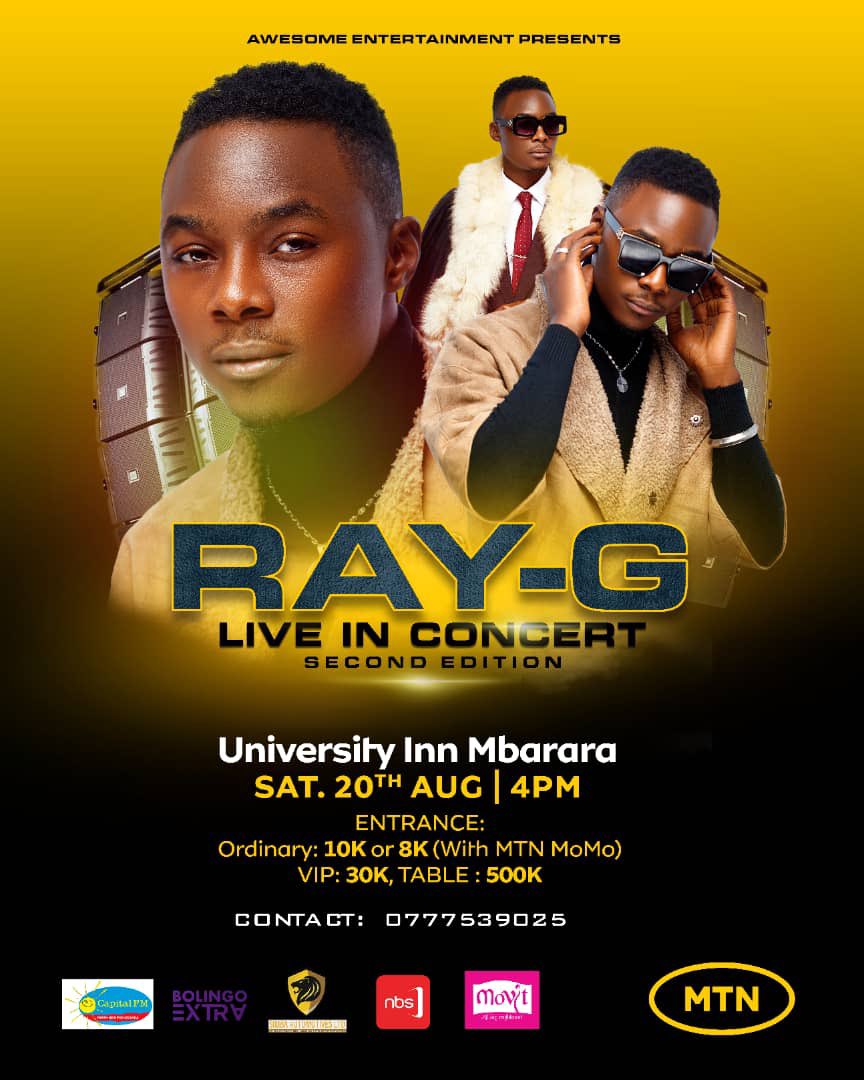 AWESOME ENTERTAINMENT PRESENTS
RAY-G
LIVE IN CONCERT
SECOND EDITION
University Inn Mbarara
SAT. 20TH AUG | 4PM
ENTRANCE:
Ordinary: 10K or 8K (With MTN MoMo)
VIP: 30K, TABLE : 500K
CONTACT: 0777539025
Capital FM
BOLINGO
EXTRA
nbs
Movit
MTN